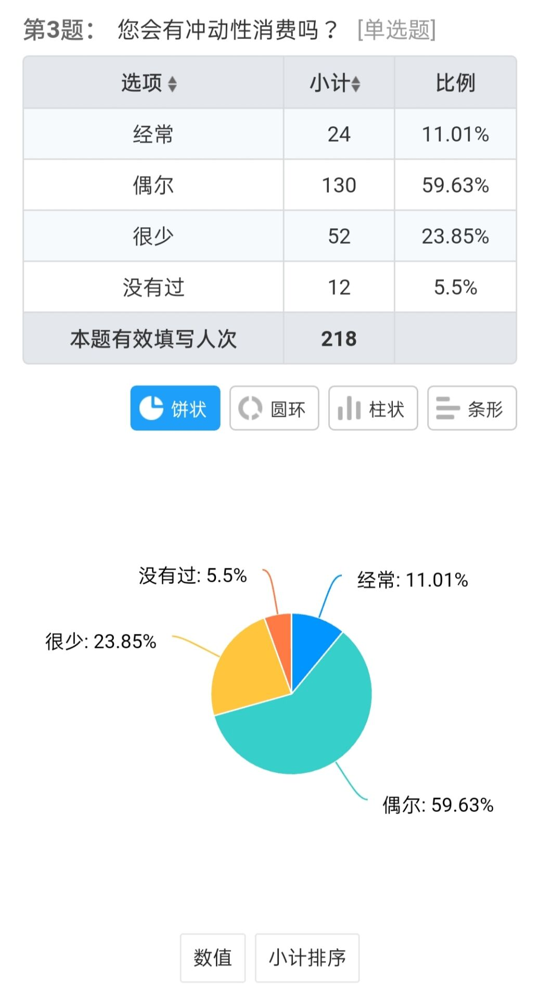 第3题： 您会有冲动性消费吗？ [单选题]
选项 小计 比例
经常 24 11.01%
偶尔 130 59.63%
很少 52 23.85%
没有过 12 5.5%
本题有效填写人次 218
饼状 圆环 柱状 条形
没有过: 5.5% 经常: 11.01%
很少: 23.85%
偶尔: 59.63%
数值 小计排序